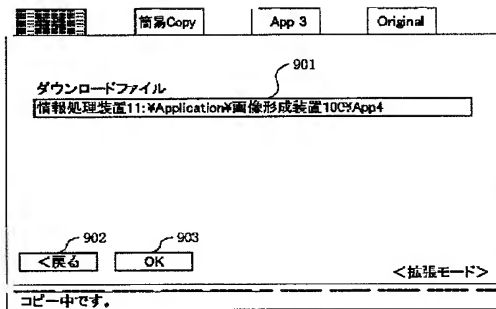 簡易Copy App 3 Original
901
ダウンロードファイル
情報処理装置11:¥Application¥画像形成装置100¥App4
902 903
<戻る OK
<拡張モード>
コピー中です。